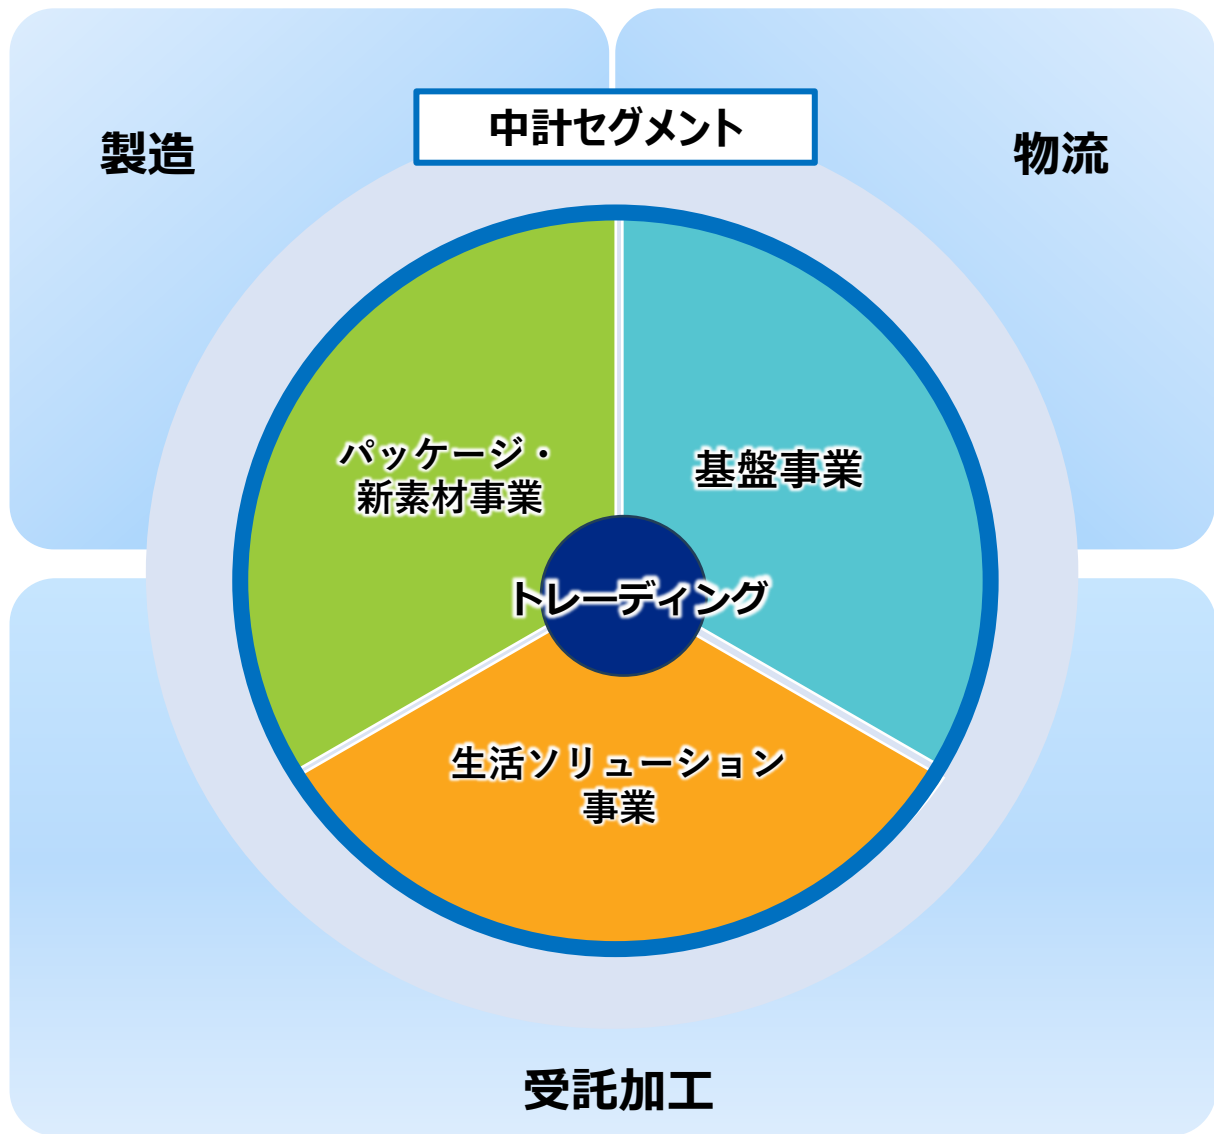 中計セグメント
製造
物流
パッケージ・
新素材事業
基盤事業
トレーディング
生活ソリューション
事業
受託加工